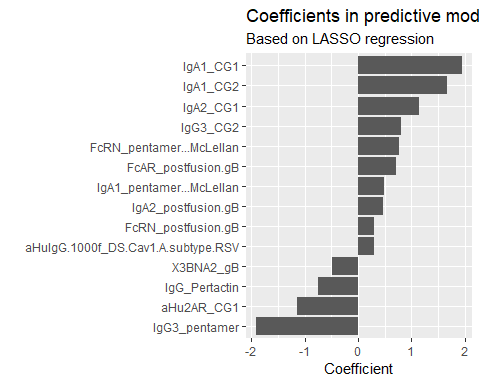 Coefficients in predictive mod
Based on LASSO regression
IgA1_CG1
IgA1_CG2
IgA2_CG1
IgG3_CG2
FcRN_pentamer...McLellan
FcAR_postfusion.gB
IgA1_pentamer...McLellan
IgA2_postfusion.gB
FcRN_postfusion.gB
aHuIgG.1000f_DS.Cav1.A.subtype.RSV
X3BNA2_gB
IgG_Pertactin
aHu2AR_CG1
IgG3_pentamer
-2 -1 0 1 2
Coefficient